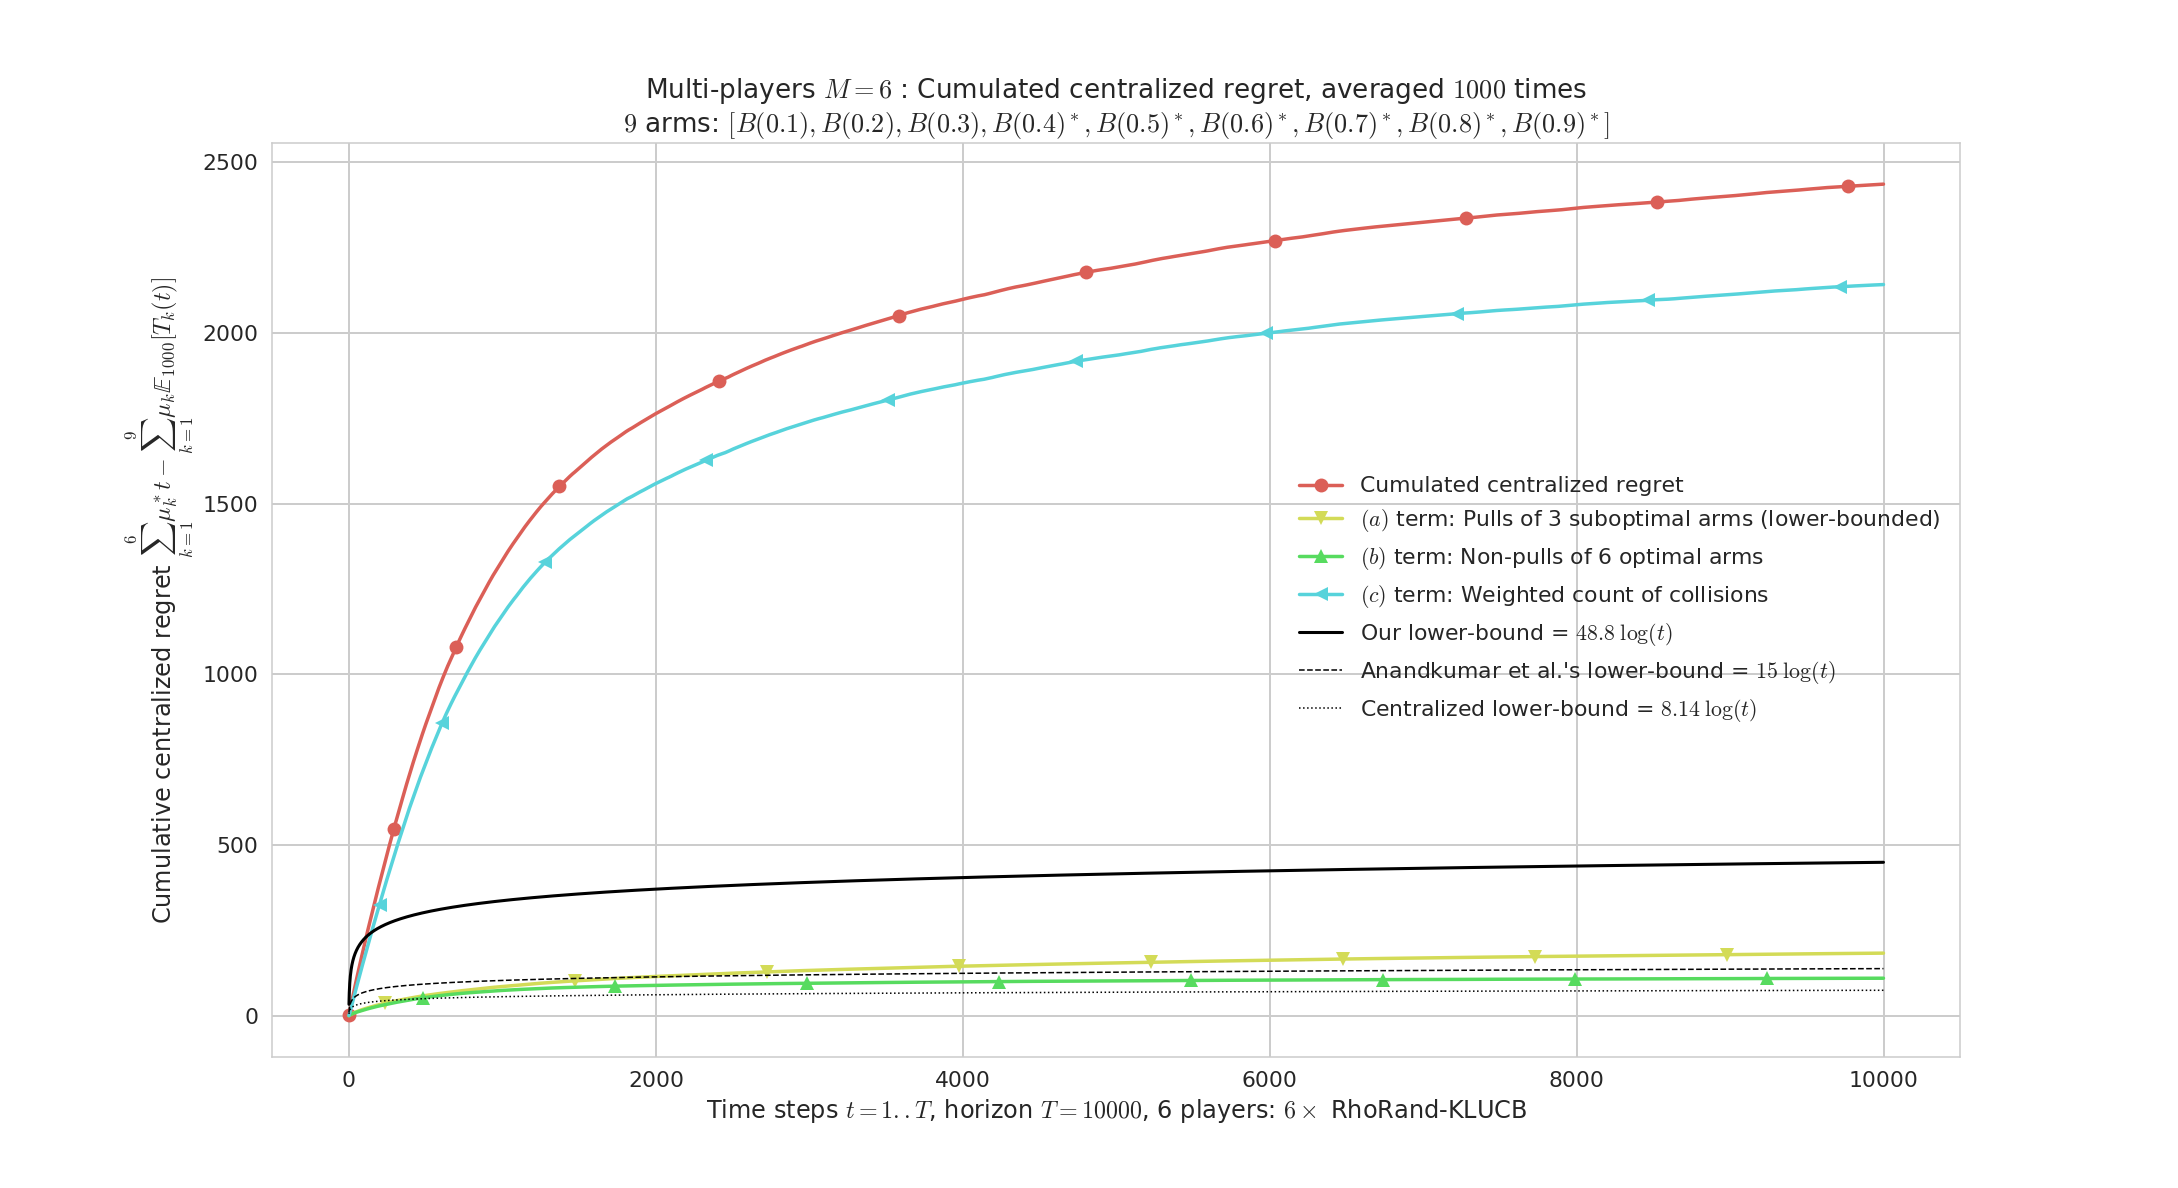 Multi-players M = 6 : Cumulated centralized regret, averaged 1000 times
9 arms: [B(0.1), B(0.2), B(0.3), B(0.4)*, B(0.5)*, B(0.6)*, B(0.7)*, B(0.8)*, B(0.9)*]
Cumulative centralized regret $\sum_{k=1}^{6} \mu_k^* t - \sum_{k=1}^{9} \mu_k \mathbb{E}_{1000}[T_k(t)]$
2500
2000
1500
1000
500
0
Cumulated centralized regret
(a) term: Pulls of 3 suboptimal arms (lower-bounded)
(b) term: Non-pulls of 6 optimal arms
(c) term: Weighted count of collisions
Our lower-bound = 48.8 log(t)
Anandkumar et al.'s lower-bound = 15 log(t)
Centralized lower-bound = 8.14 log(t)
0 2000 4000 6000 8000 10000
Time steps t = 1..T, horizon T = 10000, 6 players: 6× RhoRand-KLUCB